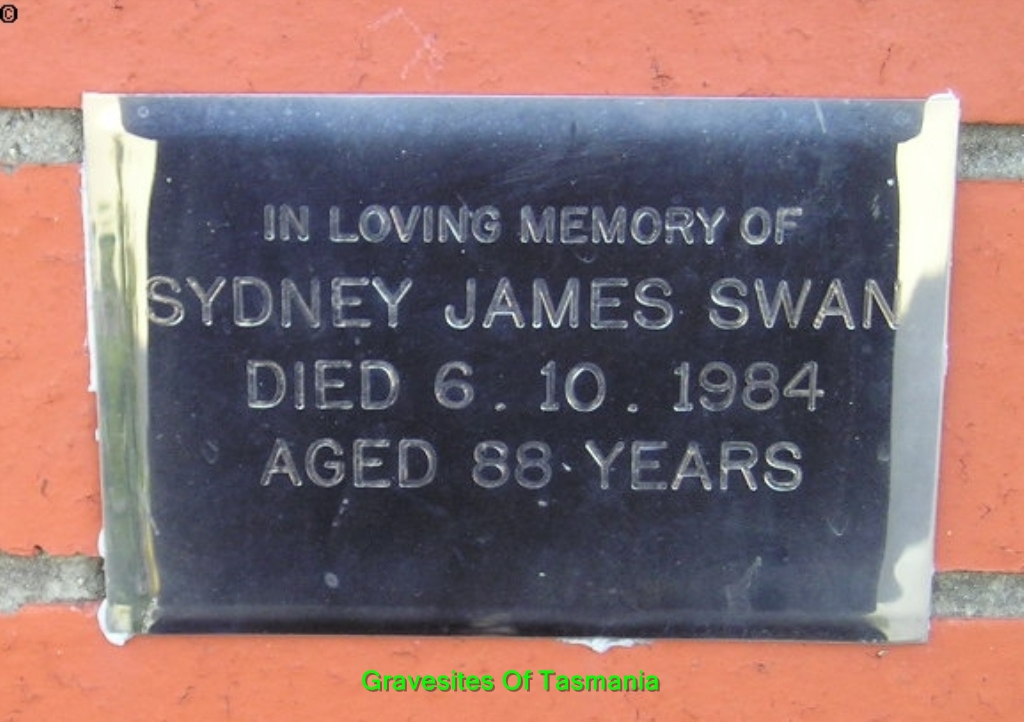 ©
IN LOVING MEMORY OF
SYDNEY JAMES SWAN
DIED 6 . 10 . 1984
AGED 88 YEARS
Gravesites Of Tasmania